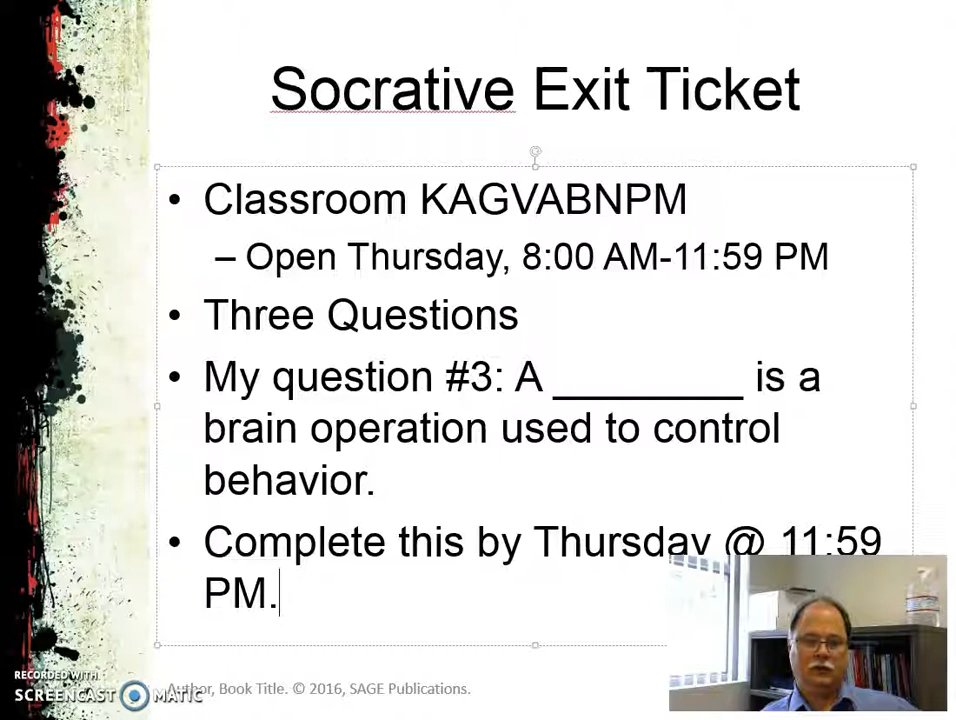 Socrative Exit Ticket
• Classroom KAGVABNPM
– Open Thursday, 8:00 AM-11:59 PM
• Three Questions
• My question #3: A ________ is a
brain operation used to control
behavior.
• Complete this by Thursday @ 11:59
PM.
RECORDED WITH
SCREENCAST MATIC
Author, Book Title. © 2016, SAGE Publications.